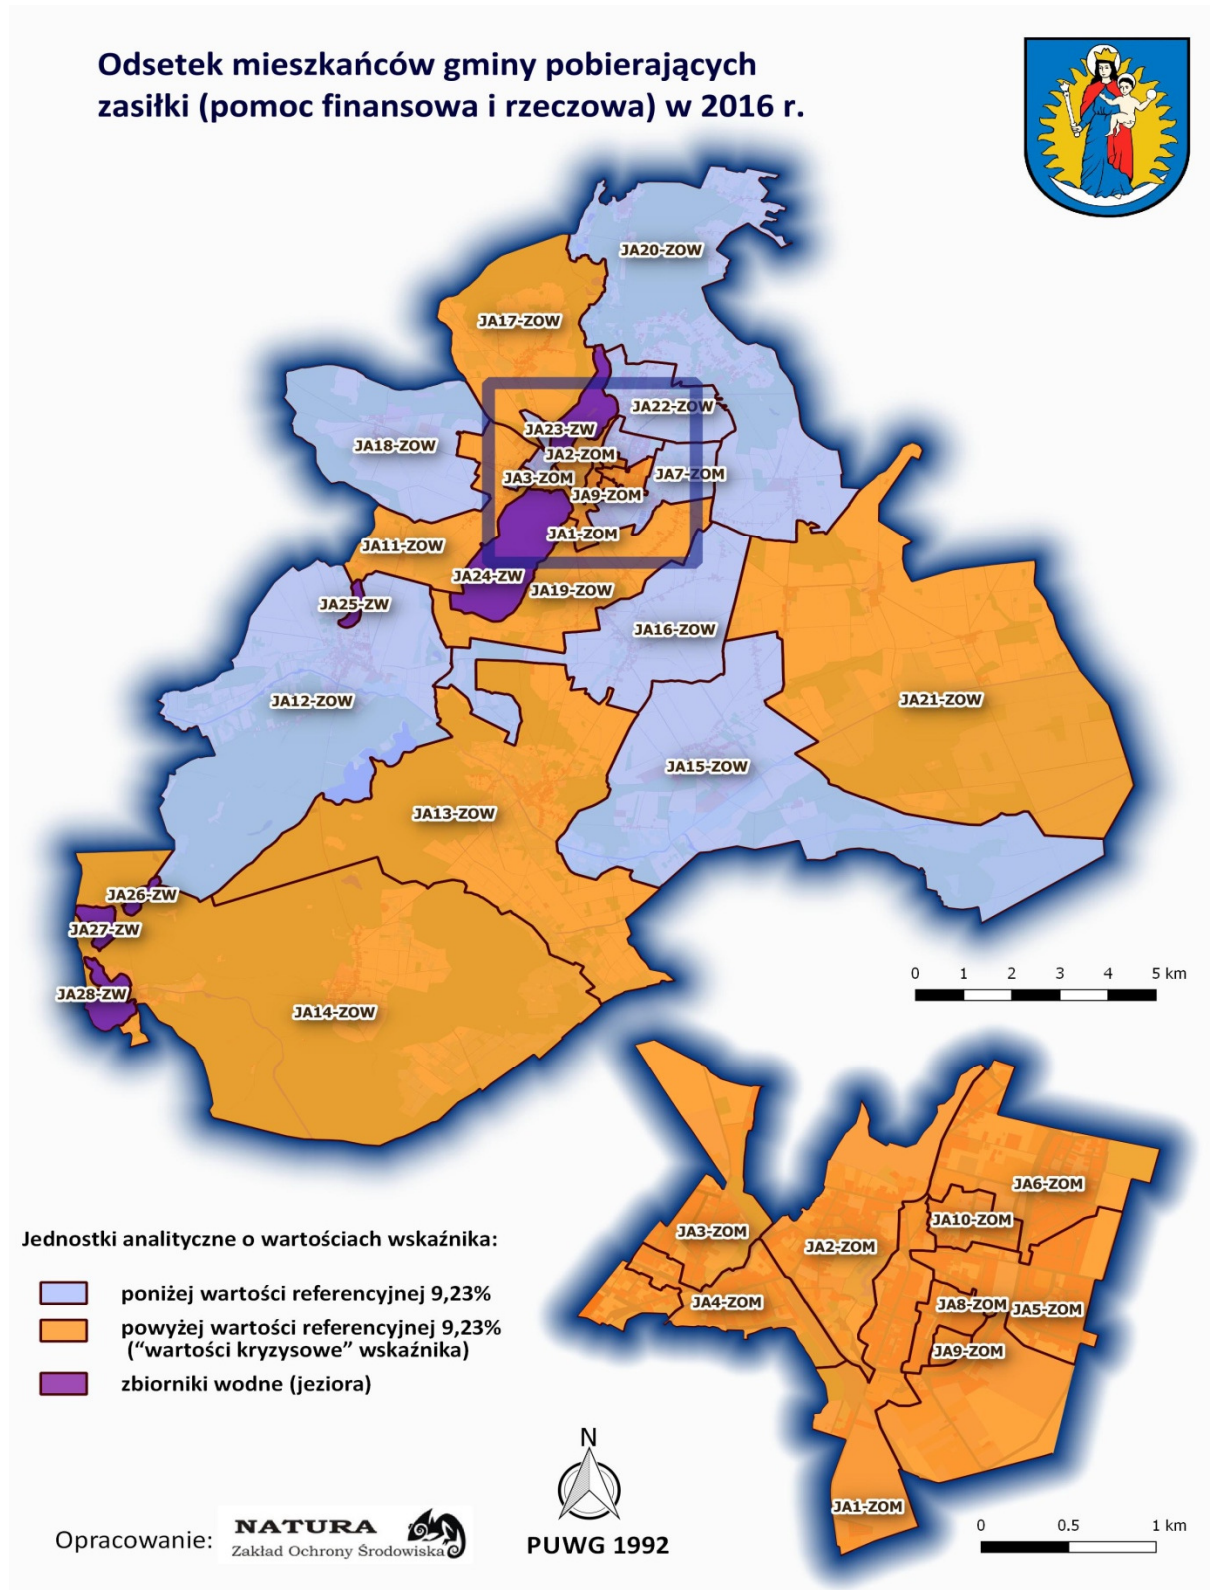 Odsetek mieszkańców gminy pobierających
zasiłki (pomoc finansowa i rzeczowa) w 2016 r.
JA20-ZOW
JA17-ZOW
JA22-ZOW
JA23-ZW
JA18-ZOW
JA2-ZOM
JA3-ZOM
JA7-ZOM
JA9-ZOM
JA1-ZOM
JA11-ZOW
JA24-ZW
JA19-ZOW
JA25-ZW
JA16-ZOW
JA12-ZOW
JA21-ZOW
JA15-ZOW
JA13-ZOW
JA26-ZW
JA27-ZW
JA28-ZW
JA14-ZOW
0 1 2 3 4 5 km
JA6-ZOM
JA10-ZOM
JA3-ZOM
JA2-ZOM
JA4-ZOM
JA8-ZOM
JA5-ZOM
JA9-ZOM
JA1-ZOM
Jednostki analityczne o wartościach wskaźnika:
poniżej wartości referencyjnej 9,23%
powyżej wartości referencyjnej 9,23%
(“wartości kryzysowe” wskaźnika)
zbiorniki wodne (jeziora)
N
PUWG 1992
0 0.5 1 km
Opracowanie:
NATURA
Zakład Ochrony Środowiska